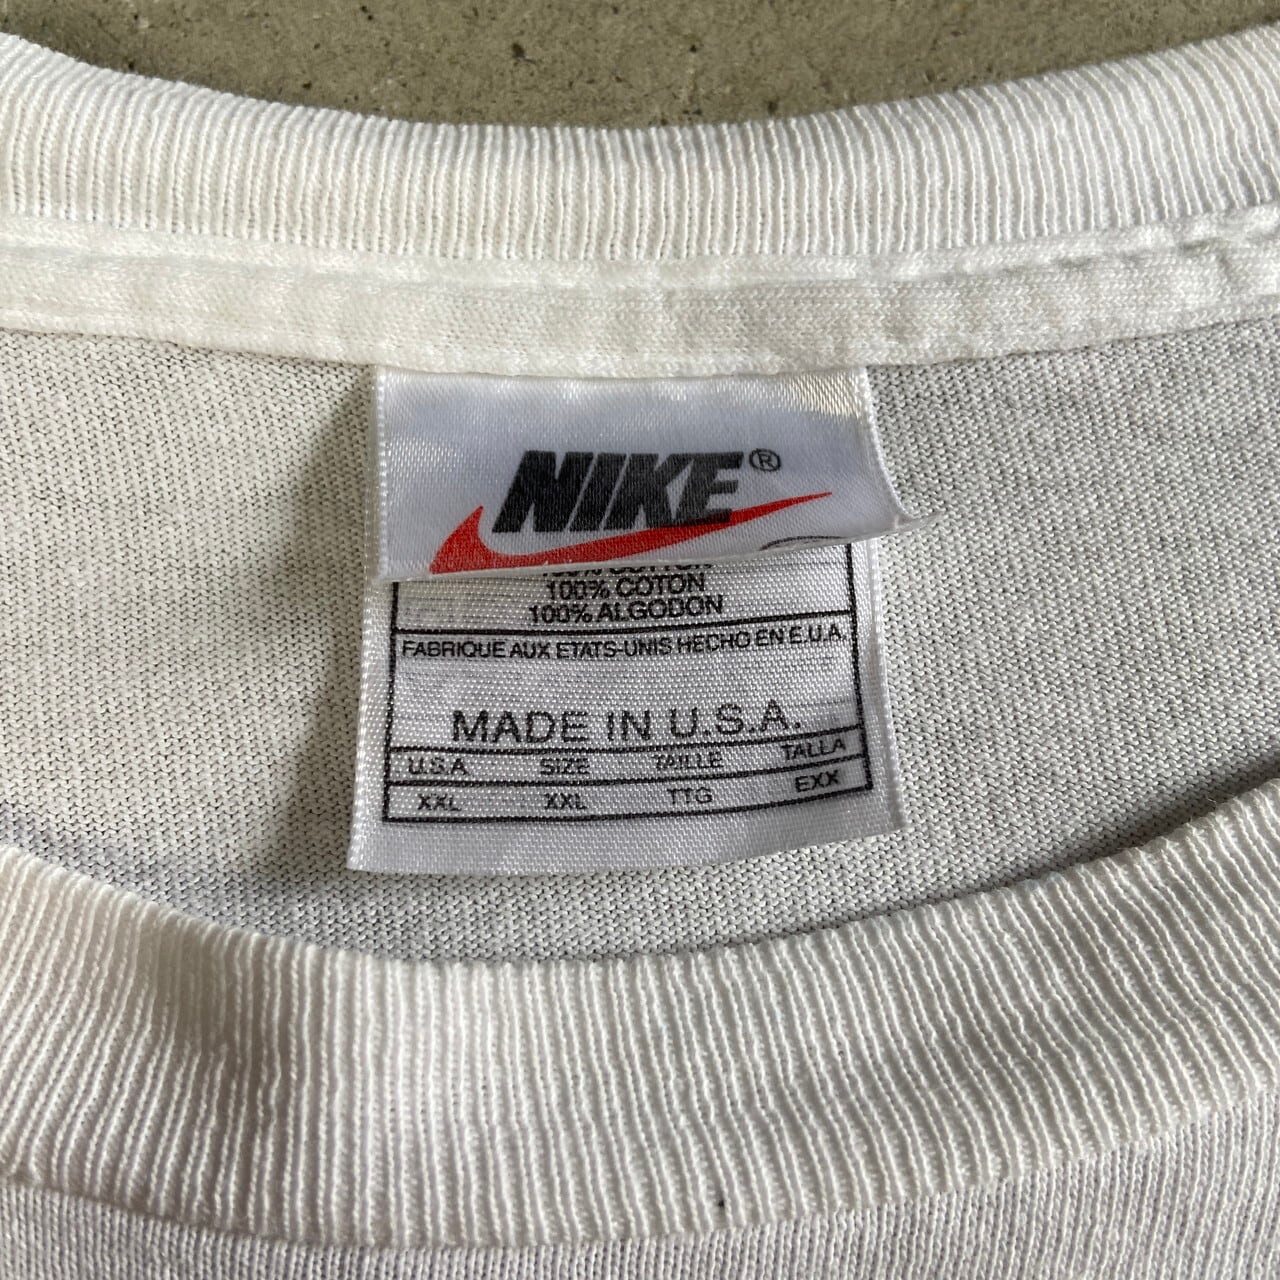 NIKE®
100% COTON
100% ALGODON
FABRIQUE AUX ETATS-UNIS HECHO EN E.U.A.
MADE IN U.S.A.
U.S.A SIZE TAILLE TALLA
XXL XXL TTG EXX